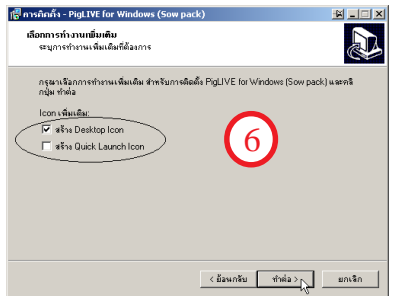 การติดตั้ง - PigLIVE for Windows (Sow pack)
เลือกการทำงานเพิ่มเติม
ระบุการทำงานเพิ่มเติมที่ต้องการ
กรุณาเลือกการทำงานเพิ่มเติม สำหรับการติดตั้ง PigLIVE for Windows (Sow pack) และคลิ
กปุ่ม ทำต่อ
Icon เพิ่มเติม:
สร้าง Desktop Icon
สร้าง Quick Launch Icon
6
< ย้อนกลับ
ทำต่อ >
ยกเลิก